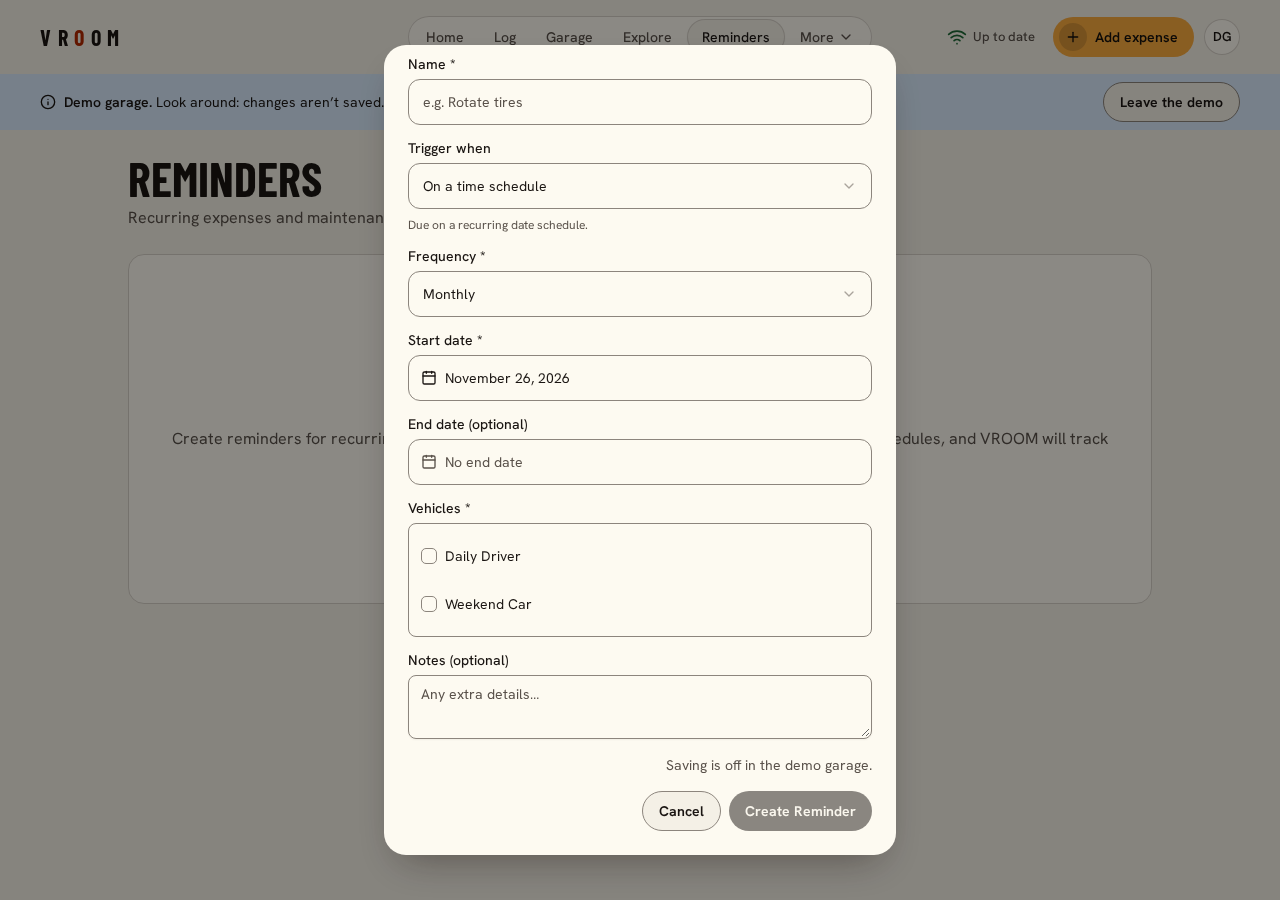 VROOM
Home
Log
Garage
Explore
Reminders
More
Up to date
Add expense
DG
Demo garage. Look around: changes aren’t saved.
Leave the demo
REMINDERS
Recurring expenses and
Create reminders for
and VROOM will track
Name *
e.g. Rotate tires
Trigger when
On a time schedule
Due on a recurring date schedule.
Frequency *
Monthly
Start date *
November 26, 2026
End date (optional)
No end date
Vehicles *
Daily Driver
Weekend Car
Notes (optional)
Any extra details...
Saving is off in the demo garage.
Cancel
Create Reminder